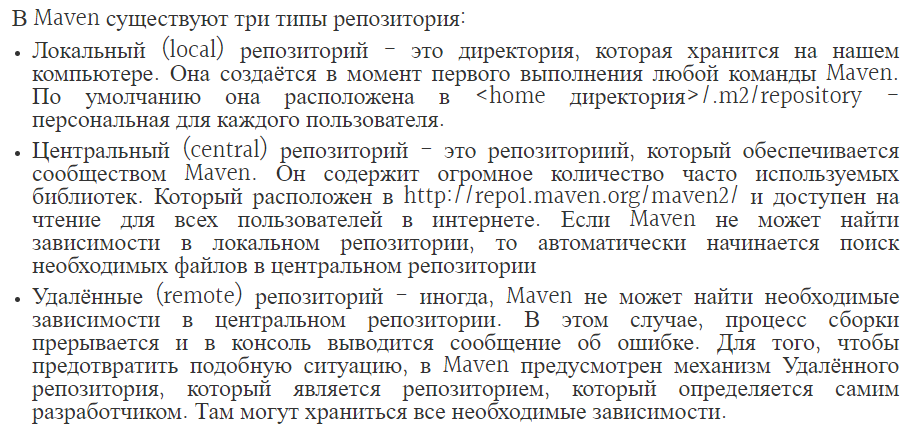 В Maven существуют три типы репозитория:
• Локальный (local) репозиторий – это директория, которая хранится на нашем
компьютере. Она создаётся в момент первого выполнения любой команды Maven.
По умолчанию она расположена в <home директория>/.m2/repository –
персональная для каждого пользователя.
• Центральный (central) репозиторий – это репозиториий, который обеспечивается
сообществом Maven. Он содержит огромное количество часто используемых
библиотек. Который расположен в http://repo1.maven.org/maven2/ и доступен на
чтение для всех пользователей в интернете. Если Maven не может найти
зависимости в локальном репозитории, то автоматически начинается поиск
необходимых файлов в центральном репозитории
• Удалённые (remote) репозиторий – иногда, Maven не может найти необходимые
зависимости в центральном репозитории. В этом случае, процесс сборки
прерывается и в консоль выводится сообщение об ошибке. Для того, чтобы
предотвратить подобную ситуацию, в Maven предусмотрен механизм Удалённого
репозитория, который является репозиторием, который определяется самим
разработчиком. Там могут храниться все необходимые зависимости.